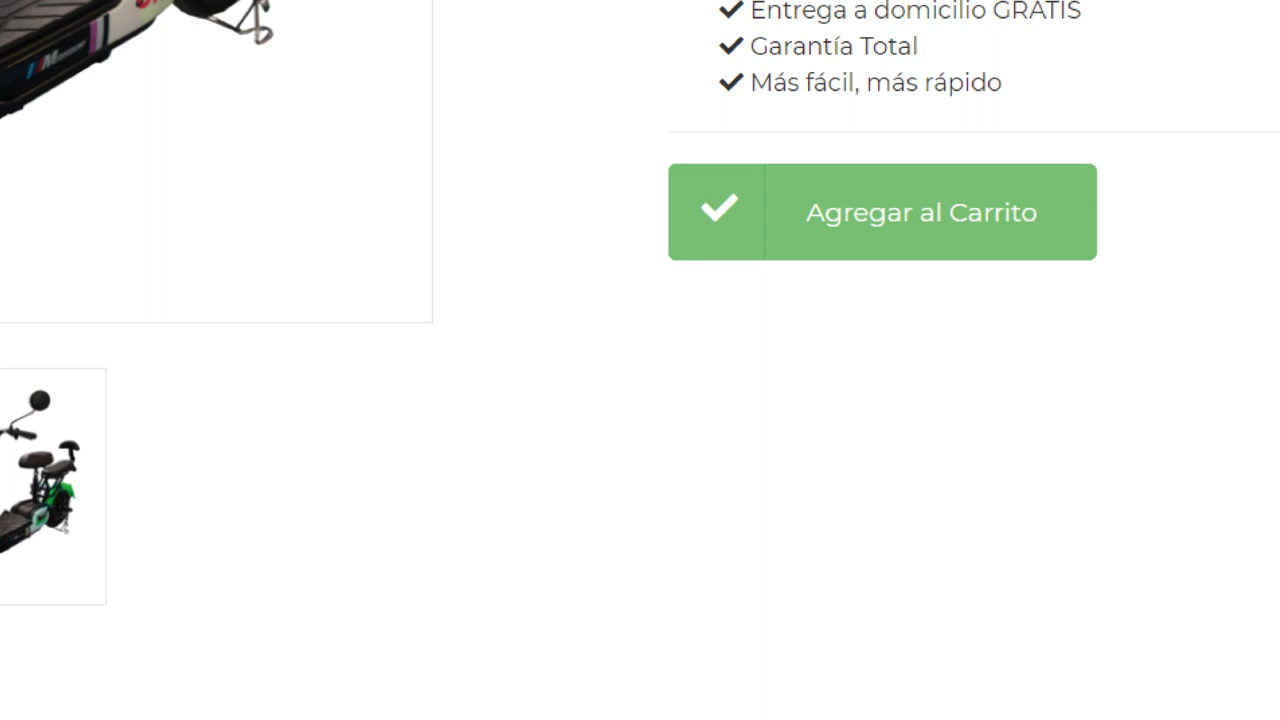 Entrega a domicilio GRATIS
Garantía Total
Más fácil, más rápido
Agregar al Carrito